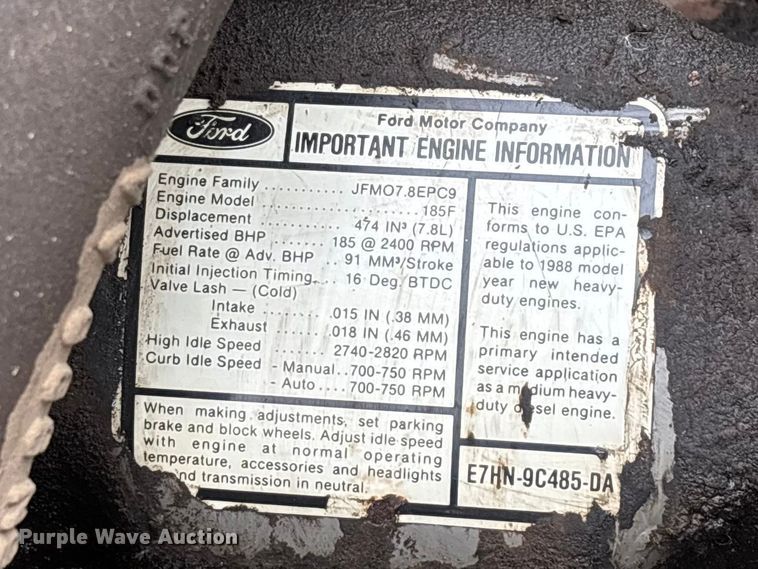 Ford
Ford Motor Company
IMPORTANT ENGINE INFORMATION
Engine Family ............ JFMO7.8EPC9
Engine Model ..................... 185F
Displacement ........... 474 IN³ (7.8L)
Advertised BHP ...... 185 @ 2400 RPM
Fuel Rate @ Adv. BHP .. 91 MM³/Stroke
Initial Injection Timing... 16 Deg. BTDC
Valve Lash — (Cold)
Intake .......... .015 IN (.38 MM)
Exhaust ......... .018 IN (.46 MM)
High Idle Speed ....... 2740-2820 RPM
Curb Idle Speed - Manual..700-750 RPM
- Auto....700-750 RPM
This engine con-
forms to U.S. EPA
regulations applic-
able to 1988 model
year new heavy-
duty engines.
This engine has a
primary intended
service application
as a medium heavy-
duty diesel engine.
When making adjustments, set parking
brake and block wheels. Adjust idle speed
with engine at normal operating
temperature, accessories and headlights
and transmission in neutral.
E7HN-9C485-DA
Purple Wave Auction